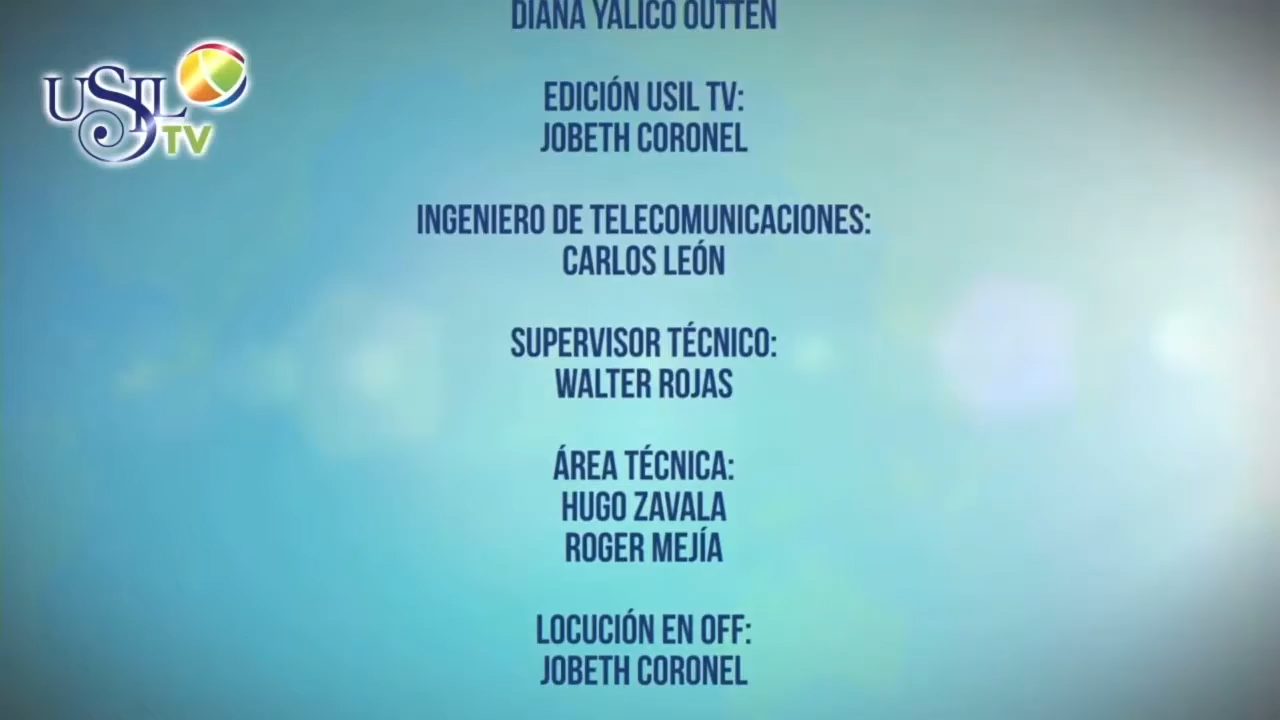 DIANA YALICO OUTTEN
USIL
TV
EDICIÓN USIL TV:
JOBETH CORONEL
INGENIERO DE TELECOMUNICACIONES:
CARLOS LEÓN
SUPERVISOR TÉCNICO:
WALTER ROJAS
ÁREA TÉCNICA:
HUGO ZAVALA
ROGER MEJÍA
LOCUCIÓN EN OFF:
JOBETH CORONEL